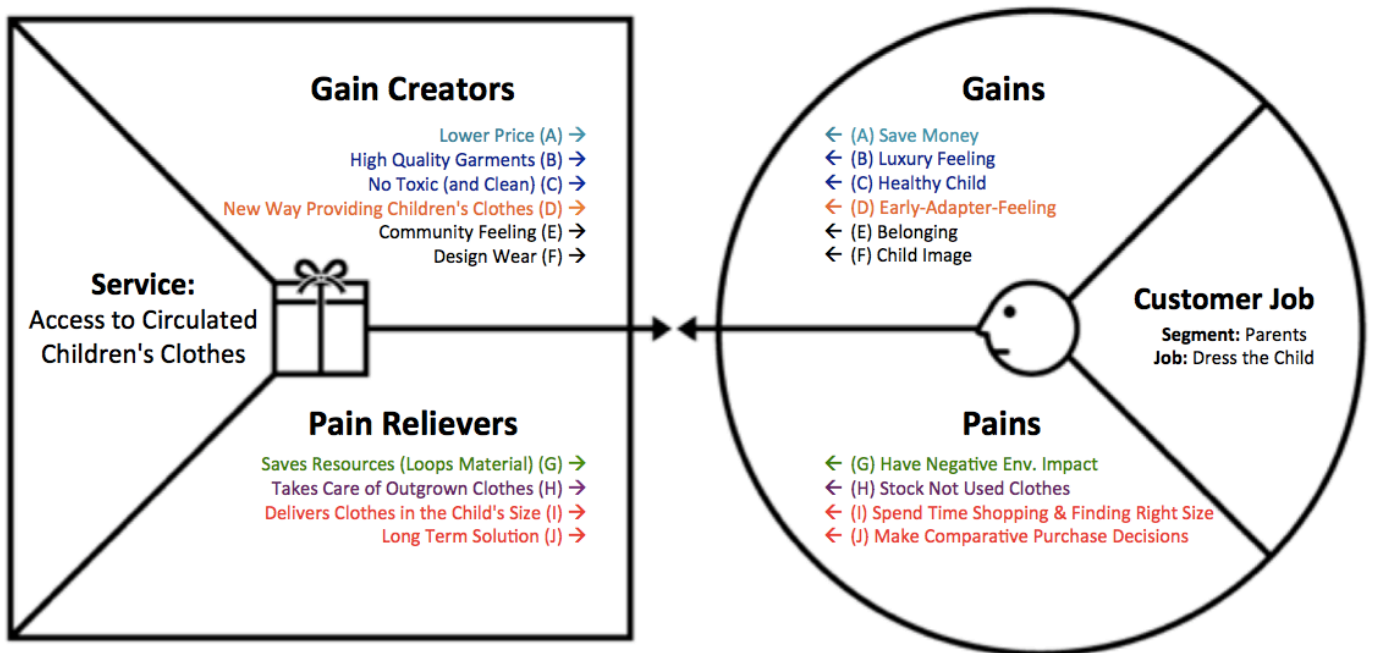 Gain Creators
Lower Price (A) →
High Quality Garments (B) →
No Toxic (and Clean) (C) →
New Way Providing Children's Clothes (D) →
Community Feeling (E) →
Design Wear (F) →
Service:
Access to Circulated
Children's Clothes
Pain Relievers
Saves Resources (Loops Material) (G) →
Takes Care of Outgrown Clothes (H) →
Delivers Clothes in the Child's Size (I) →
Long Term Solution (J) →
Gains
← (A) Save Money
← (B) Luxury Feeling
← (C) Healthy Child
← (D) Early-Adapter-Feeling
← (E) Belonging
← (F) Child Image
Customer Job
Segment: Parents
Job: Dress the Child
Pains
← (G) Have Negative Env. Impact
← (H) Stock Not Used Clothes
← (I) Spend Time Shopping & Finding Right Size
← (J) Make Comparative Purchase Decisions